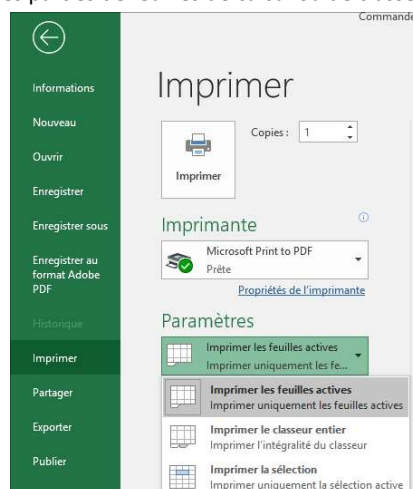 Commande
Informations
Nouveau
Ouvrir
Enregistrer
Enregistrer sous
Enregistrer au
format Adobe
PDF
Historique
Imprimer
Partager
Exporter
Publier
Imprimer
Copies : 1
Imprimer
Imprimante
Microsoft Print to PDF
Prête
Propriétés de l'imprimante
Paramètres
Imprimer les feuilles actives
Imprimer uniquement les fe...
Imprimer les feuilles actives
Imprimer uniquement les feuilles actives
Imprimer le classeur entier
Imprimer l'intégralité du classeur
Imprimer la sélection
Imprimer uniquement la sélection active